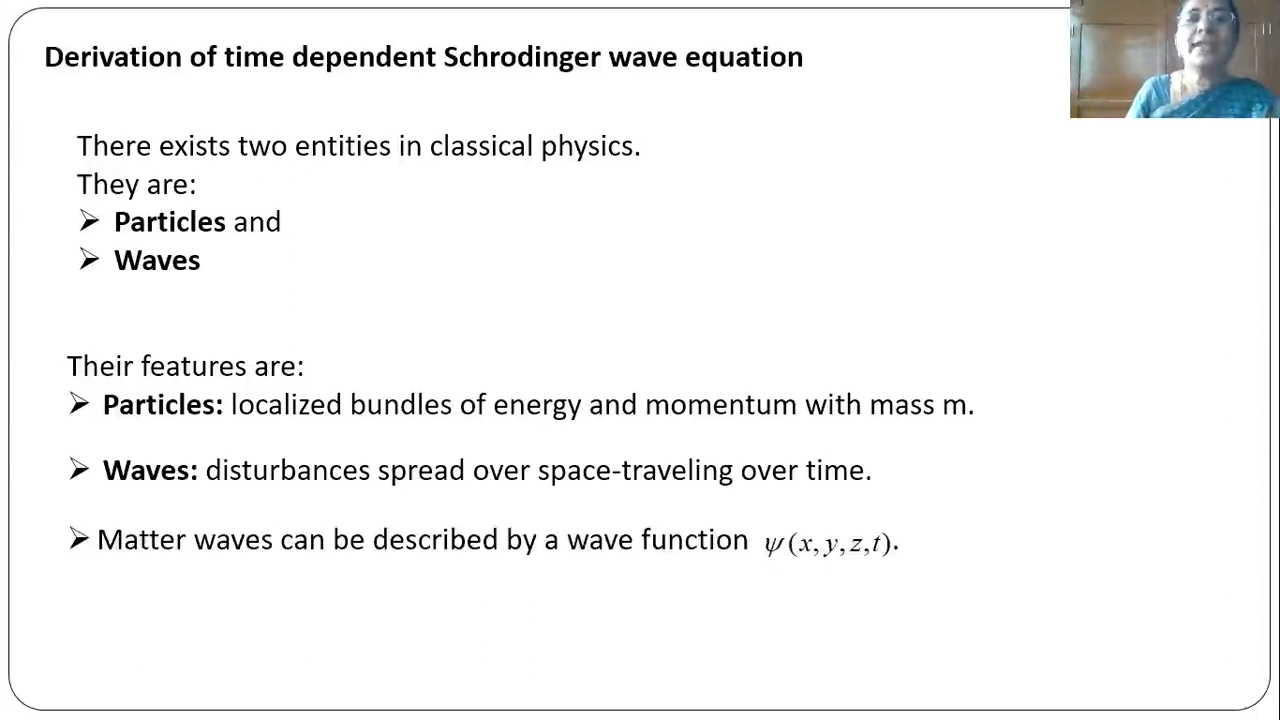 Derivation of time dependent Schrodinger wave equation
There exists two entities in classical physics.
They are:
➢ Particles and
➢ Waves
Their features are:
➢ Particles: localized bundles of energy and momentum with mass m.
➢ Waves: disturbances spread over space-traveling over time.
➢ Matter waves can be described by a wave function ψ(x, y, z,t).